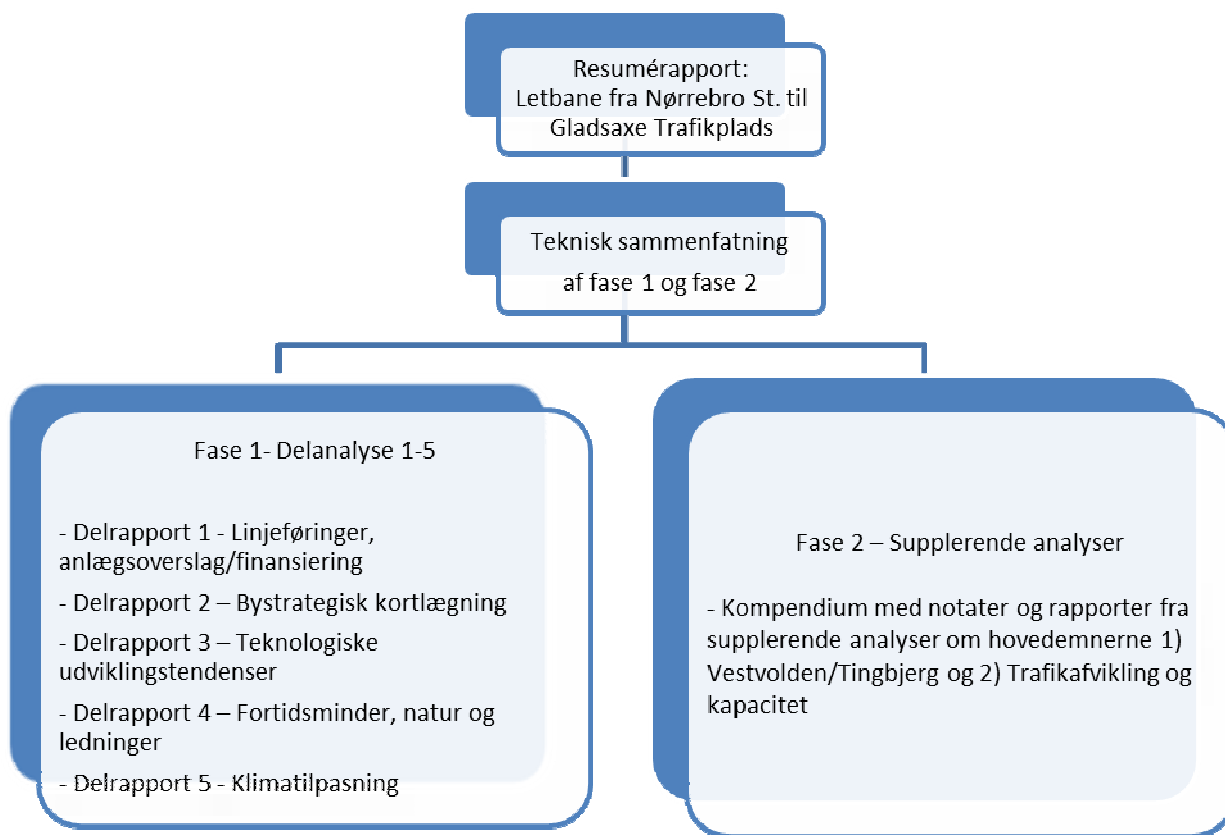 Resumérapport:
Letbane fra Nørrebro St. til
Gladsaxe Trafikplads
Teknisk sammenfatning
af fase 1 og fase 2
Fase 1- Delanalyse 1-5
- Delrapport 1 - Linjeføringer,
anlægsoverslag/finansiering
- Delrapport 2 – Bystrategisk kortlægning
- Delrapport 3 – Teknologiske
udviklingstendenser
- Delrapport 4 – Fortidsminder, natur og
ledninger
- Delrapport 5 - Klimatilpasning
Fase 2 – Supplerende analyser
- Kompendium med notater og rapporter fra
supplerende analyser om hovedemnerne 1)
Vestvolden/Tingbjerg og 2) Trafikafvikling og
kapacitet